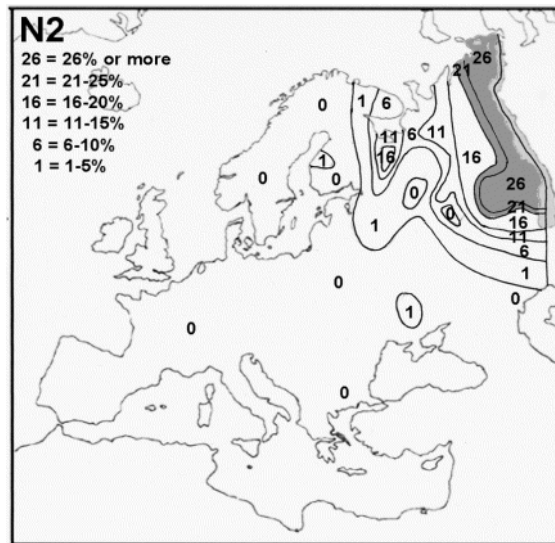 N2
26 = 26% or more
21 = 21-25%
16 = 16-20%
11 = 11-15%
6 = 6-10%
1 = 1-5%
26
21
0 1 6
11 6 11
16
16
1
0 0
0
26
0
21
1
16
11
6
1
0
0
1
0
0